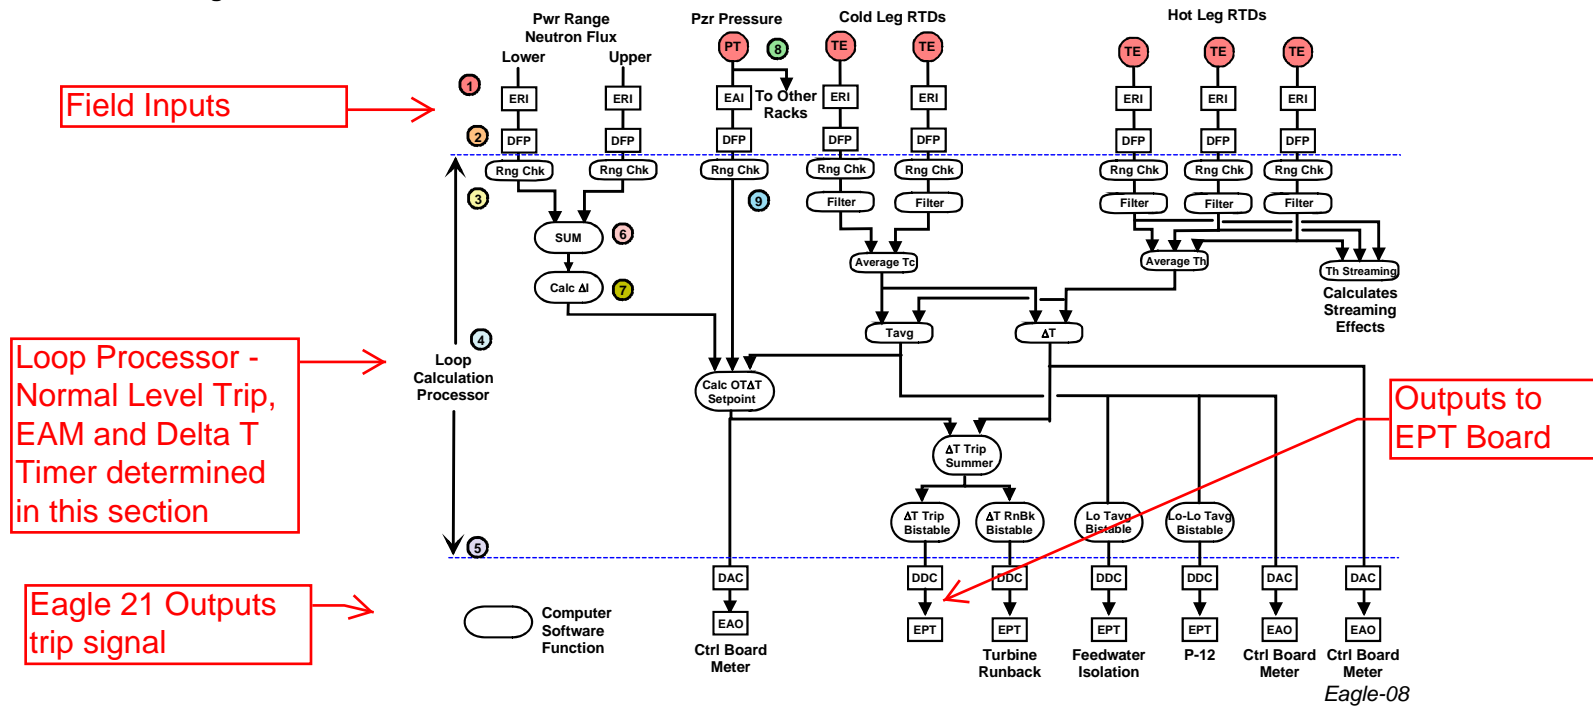 Pwr Range
Neutron Flux
Lower
Upper
Pzr Pressure
Cold Leg RTDs
Hot Leg RTDs
PT
8
TE
TE
TE
TE
TE
1
Field Inputs
To Other
Racks
ERI
ERI
EAI
ERI
ERI
ERI
ERI
ERI
2
DFP
DFP
DFP
DFP
DFP
DFP
DFP
DFP
Rng Chk
Rng Chk
Rng Chk
Rng Chk
Rng Chk
Rng Chk
Rng Chk
Rng Chk
3
9
Filter
Filter
Filter
Filter
Filter
SUM
6
Average Tc
Average Th
Th Streaming
Calculates
Streaming
Effects
Calc ΔI
7
Tavg
ΔT
4
Loop
Calculation
Processor
Loop Processor -
Normal Level Trip,
EAM and Delta T
Timer determined
in this section
Calc OTΔT
Setpoint
Outputs to
EPT Board
ΔT Trip
Summer
ΔT Trip
Bistable
ΔT RnBk
Bistable
Lo Tavg
Bistable
Lo-Lo Tavg
Bistable
5
DAC
DDC
DDC
DDC
DDC
DAC
DAC
Eagle 21 Outputs
trip signal
Computer
Software
Function
EAO
EPT
EPT
EPT
EPT
EAO
EAO
Ctrl Board
Meter
Turbine
Runback
Feedwater
Isolation
P-12
Ctrl Board
Meter
Ctrl Board
Meter
Eagle-08